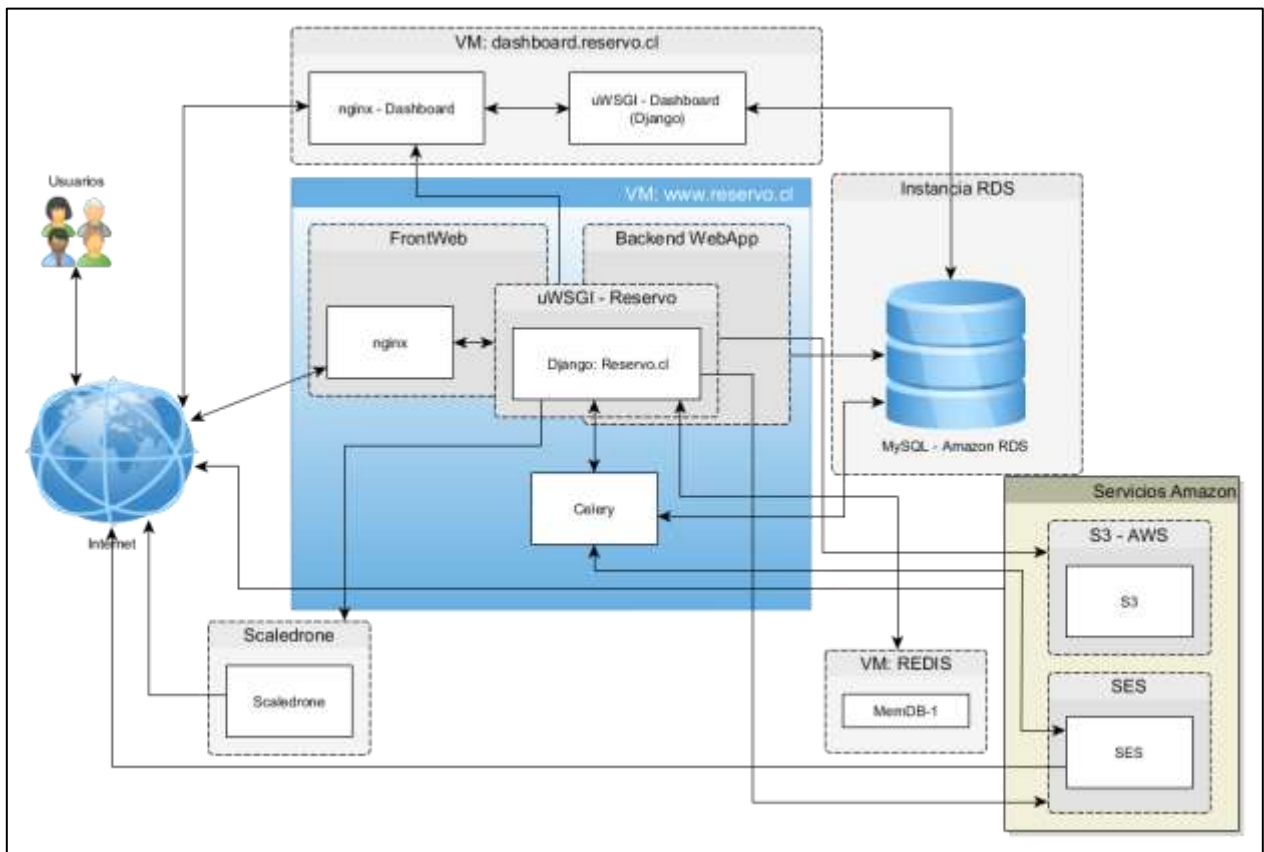 VM: dashboard.reservo.cl
nginx - Dashboard
uWSGI - Dashboard
(Django)
Usuarios
VM: www.reservo.cl
Instancia RDS
FrontWeb
Backend WebApp
uWSGI - Reservo
nginx
Django: Reservo.cl
MySQL - Amazon RDS
Celery
Servicios Amazon
Internet
S3 - AWS
S3
Scaledrone
Scaledrone
VM: REDIS
MemDB-1
SES
SES